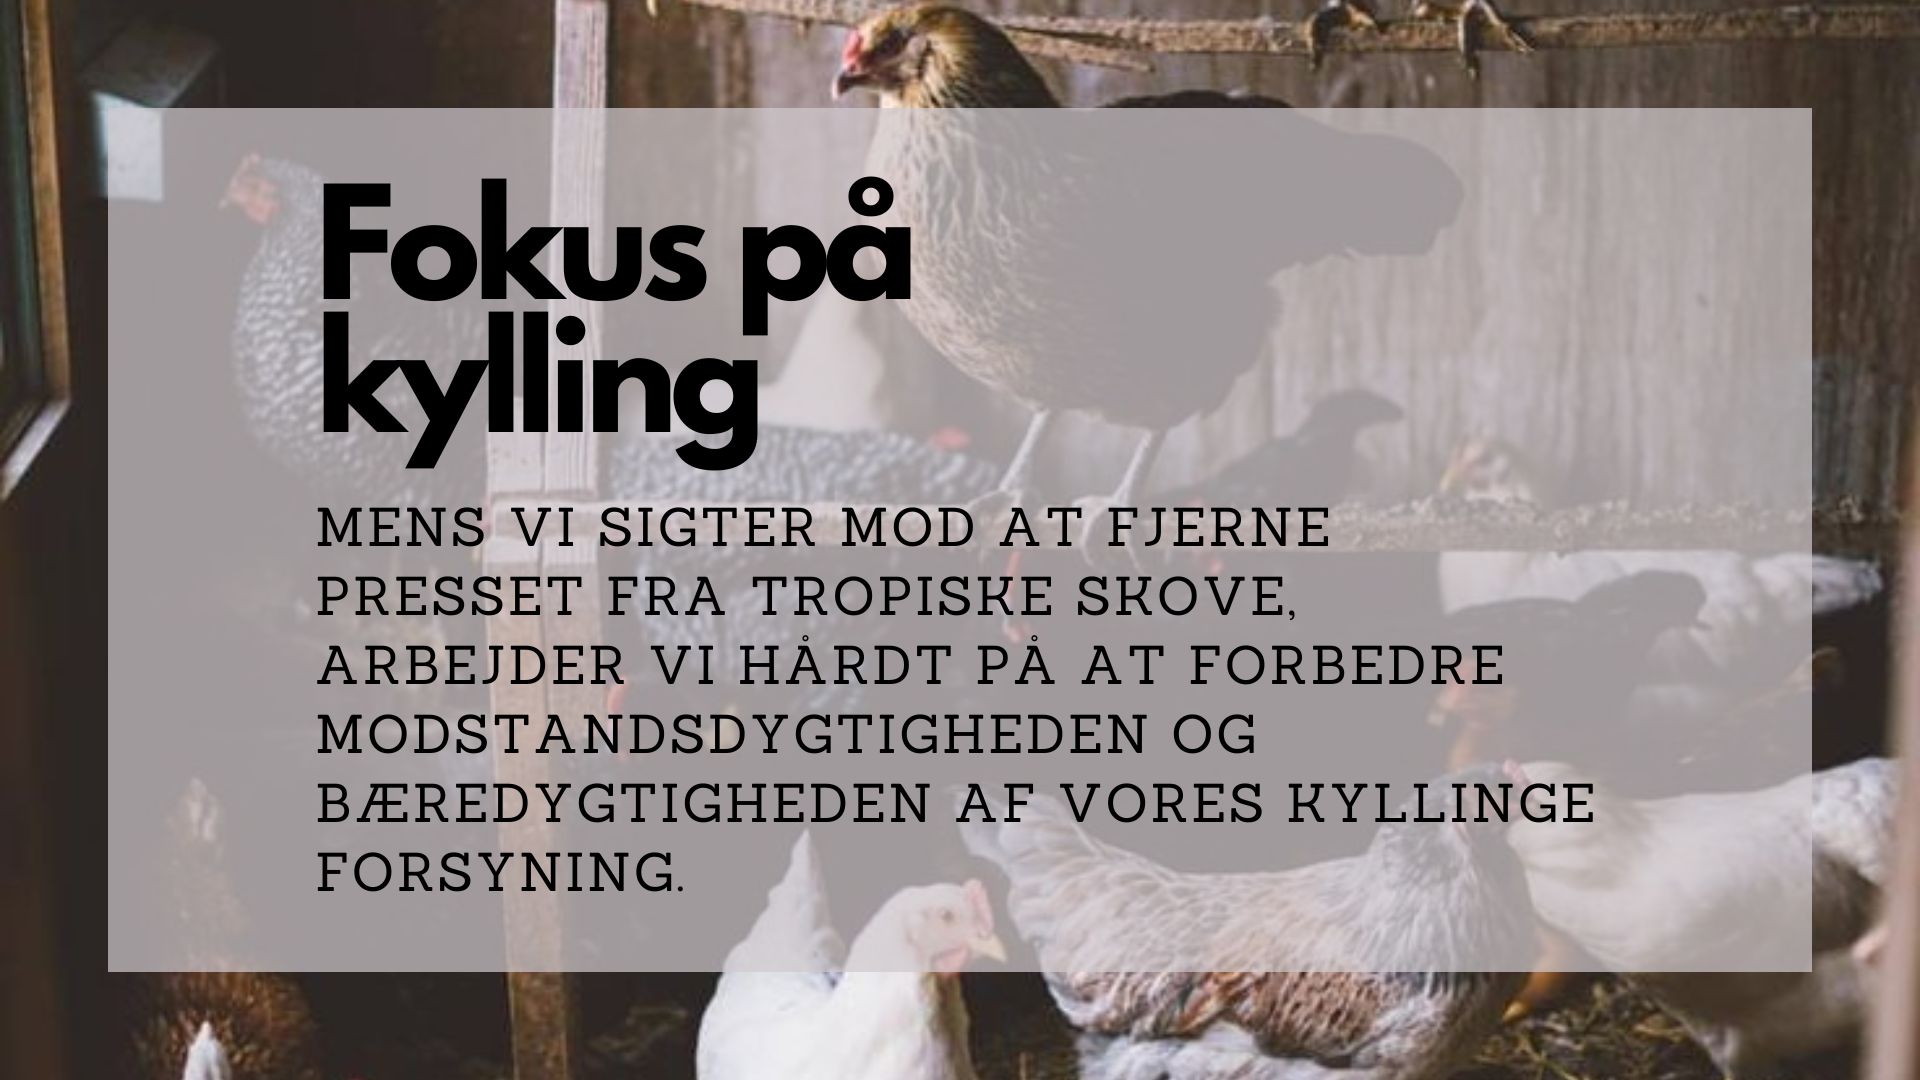 Fokus på
kylling
MENS VI SIGTER MOD AT FJERNE
PRESSET FRA TROPISKE SKOVE,
ARBEJDER VI HÅRDT PÅ AT FORBEDRE
MODSTANDSDYGTIGHEDEN OG
BÆREDYGTIGHEDEN AF VORES KYLLINGE
FORSYNING.